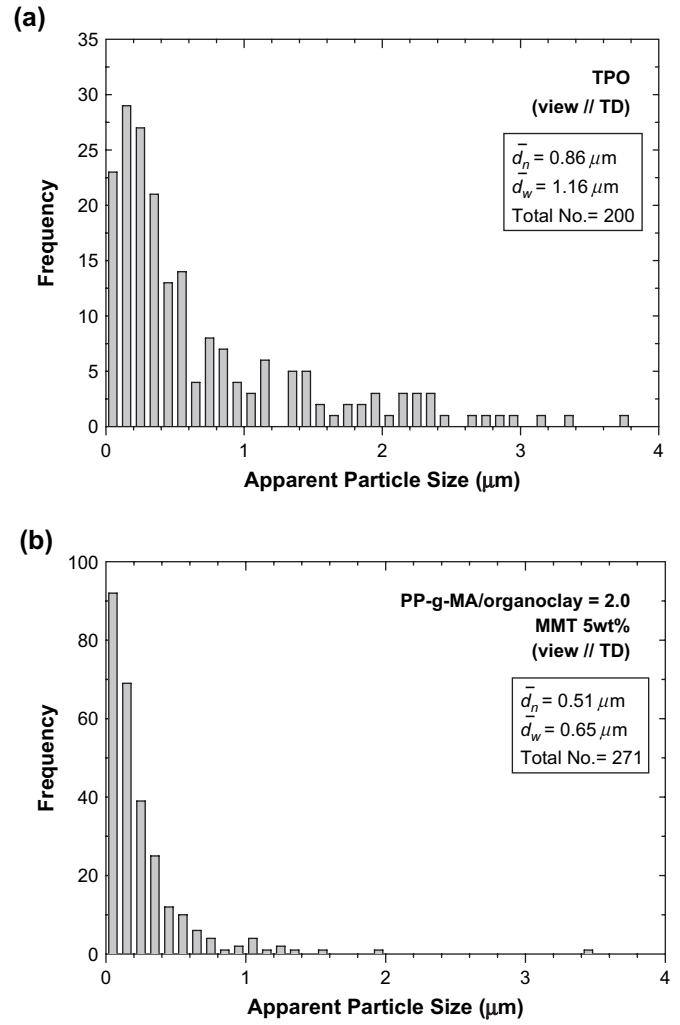 (a)
35
30
25
20
15
10
5
0
Frequency
TPO
(view // TD)
d̄n = 0.86 μm
d̄w = 1.16 μm
Total No.= 200
0 1 2 3 4
Apparent Particle Size (μm)
(b)
100
80
60
40
20
0
Frequency
PP-g-MA/organoclay = 2.0
MMT 5wt%
(view // TD)
d̄n = 0.51 μm
d̄w = 0.65 μm
Total No.= 271
0 1 2 3 4
Apparent Particle Size (μm)